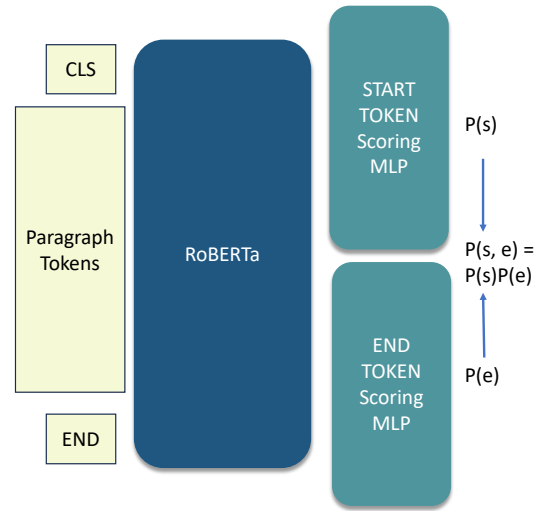 CLS
Paragraph
Tokens
END
RoBERTa
START
TOKEN
Scoring
MLP
END
TOKEN
Scoring
MLP
P(s)
P(s, e) =
P(s)P(e)
P(e)